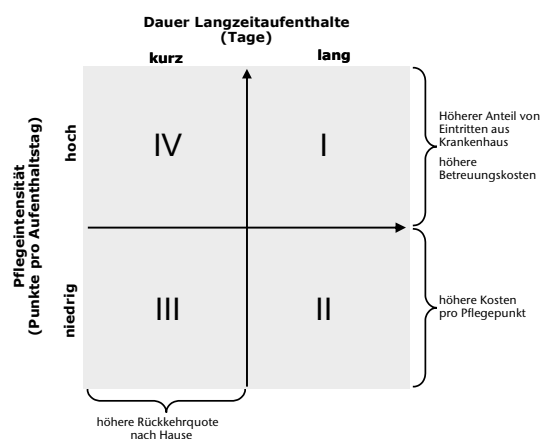 Dauer Langzeitaufenthalte
(Tage)
kurz
lang
Pflegeintensität
(Punkte pro Aufenthaltstag)
hoch
niedrig
IV
I
III
II
Höherer Anteil von
Eintritten aus
Krankenhaus
höhere
Betreuungskosten
höhere Kosten
pro Pflegepunkt
höhere Rückkehrquote
nach Hause